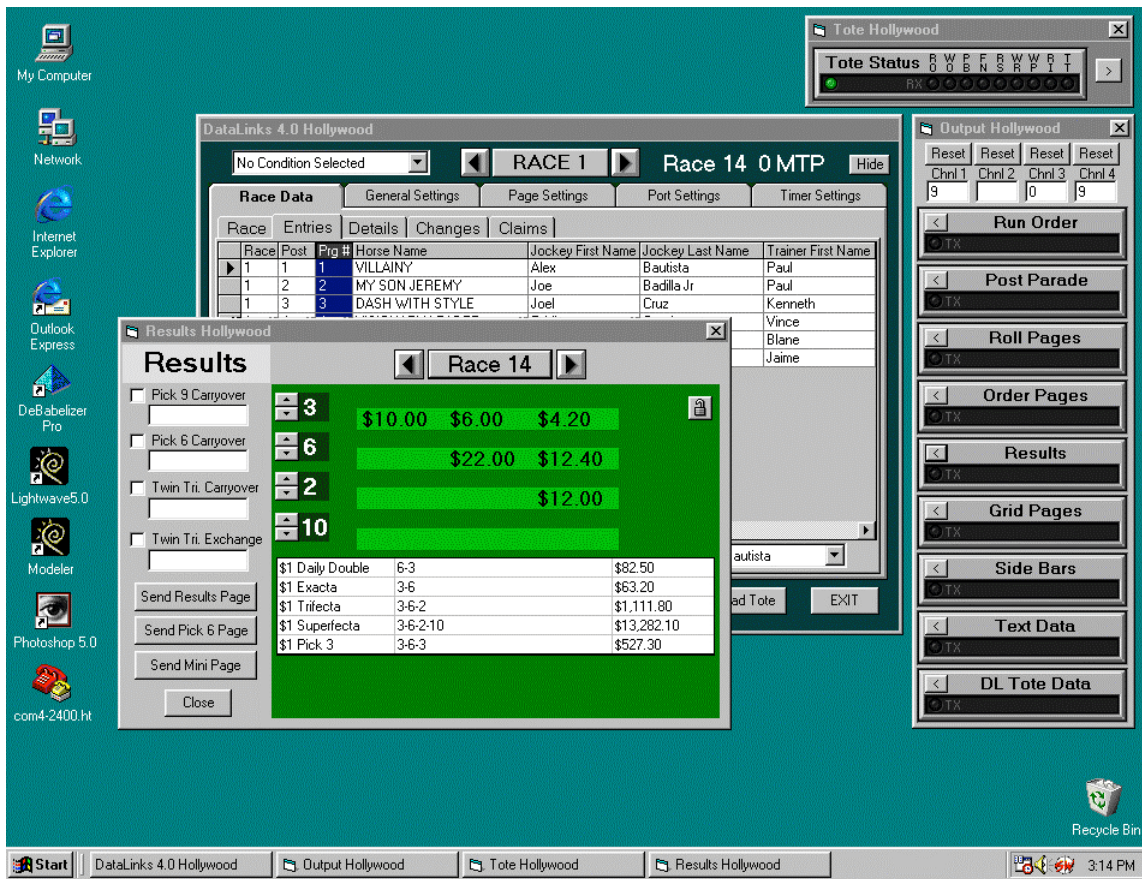 My Computer
Network
Internet
Explorer
Outlook
Express
DeBabelizer
Pro
Lightwave5.0
Modeler
Photoshop 5.0
com4-2400.ht
Tote Hollywood
Tote Status RO WO PB FN RS WR WP RI TT
RX
>
DataLinks 4.0 Hollywood
No Condition Selected RACE 1 Race 14 0 MTP Hide
Race Data General Settings Page Settings Port Settings Timer Settings
Race Entries Details Changes Claims
Race Post Prg # Horse Name Jockey First Name Jockey Last Name Trainer First Name
1 1 1 VILLAINY Alex Bautista Paul
1 2 2 MY SON JEREMY Joe Badilla Jr Paul
1 3 3 DASH WITH STYLE Joel Cruz Kenneth
Vince
Blane
Jaime
autista
ad Tote EXIT
Results Hollywood
Results Race 14
Pick 9 Carryover
Pick 6 Carryover
Twin Tri. Carryover
Twin Tri. Exchange
Send Results Page
Send Pick 6 Page
Send Mini Page
Close
3 $10.00 $6.00 $4.20
6 $22.00 $12.40
2 $12.00
10
$1 Daily Double 6-3 $82.50
$1 Exacta 3-6 $63.20
$1 Trifecta 3-6-2 $1,111.80
$1 Superfecta 3-6-2-10 $13,282.10
$1 Pick 3 3-6-3 $527.30
Output Hollywood
Reset Reset Reset Reset
Chnl 1 Chnl 2 Chnl 3 Chnl 4
9 0 9
< Run Order
TX
< Post Parade
TX
< Roll Pages
TX
< Order Pages
TX
< Results
TX
< Grid Pages
TX
< Side Bars
TX
< Text Data
TX
< DL Tote Data
TX
Recycle Bin
Start DataLinks 4.0 Hollywood Output Hollywood Tote Hollywood Results Hollywood 3:14 PM